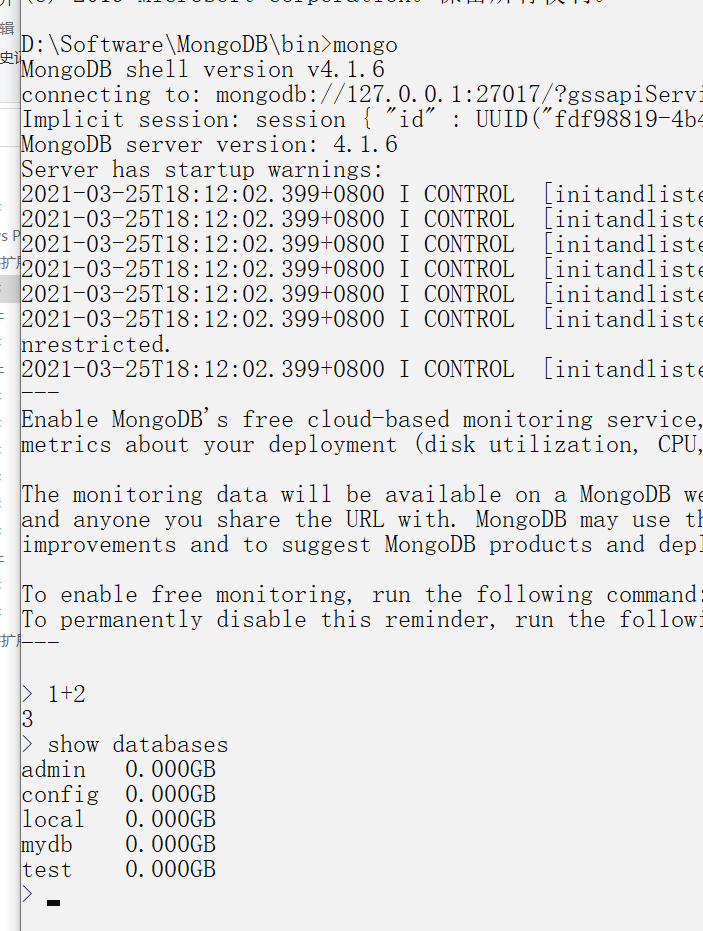 辑
D:\Software\MongoDB\bin>mongo
MongoDB shell version v4.1.6
connecting to: mongodb://127.0.0.1:27017/?gssapiServi
Implicit session: session { "id" : UUID("fdf98819-4b4
MongoDB server version: 4.1.6
Server has startup warnings:
2021-03-25T18:12:02.399+0800 I CONTROL  [initandliste
2021-03-25T18:12:02.399+0800 I CONTROL  [initandliste
2021-03-25T18:12:02.399+0800 I CONTROL  [initandliste
2021-03-25T18:12:02.399+0800 I CONTROL  [initandliste
2021-03-25T18:12:02.399+0800 I CONTROL  [initandliste
2021-03-25T18:12:02.399+0800 I CONTROL  [initandliste
nrestricted.
2021-03-25T18:12:02.399+0800 I CONTROL  [initandliste
---
Enable MongoDB's free cloud-based monitoring service,
metrics about your deployment (disk utilization, CPU,
The monitoring data will be available on a MongoDB we
and anyone you share the URL with. MongoDB may use th
improvements and to suggest MongoDB products and depl
To enable free monitoring, run the following command:
To permanently disable this reminder, run the followi
---
> 1+2
3
> show databases
admin   0.000GB
config  0.000GB
local   0.000GB
mydb    0.000GB
test    0.000GB
>